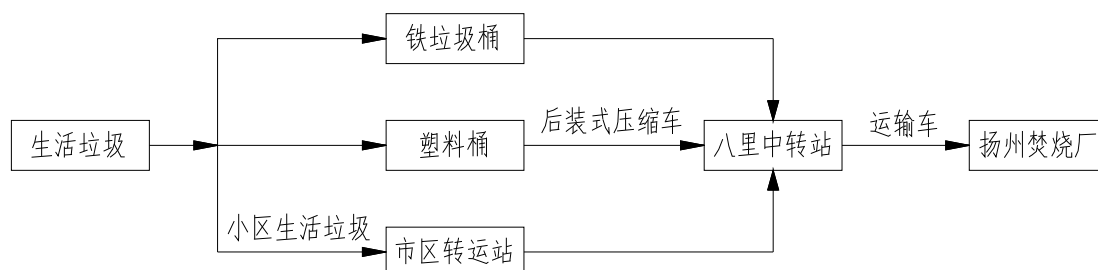 铁垃圾桶
生活垃圾
塑料桶
后装式压缩车
八里中转站
运输车
扬州焚烧厂
小区生活垃圾
市区转运站